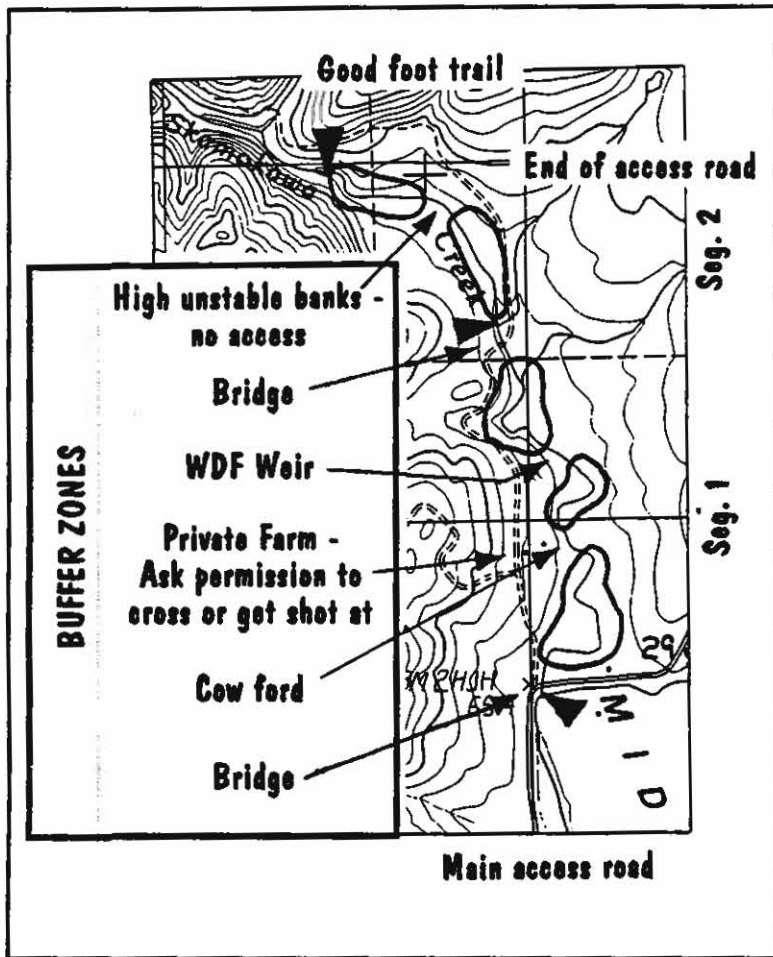 Good foot trail
Skamokawa
End of access road
Creek
Seg. 2
High unstable banks -
no access
Bridge
BUFFER ZONES
WDF Weir
Seg. 1
Private Farm -
Ask permission to
cross or get shot at
Cow ford
29
Bridge
M I D
Main access road